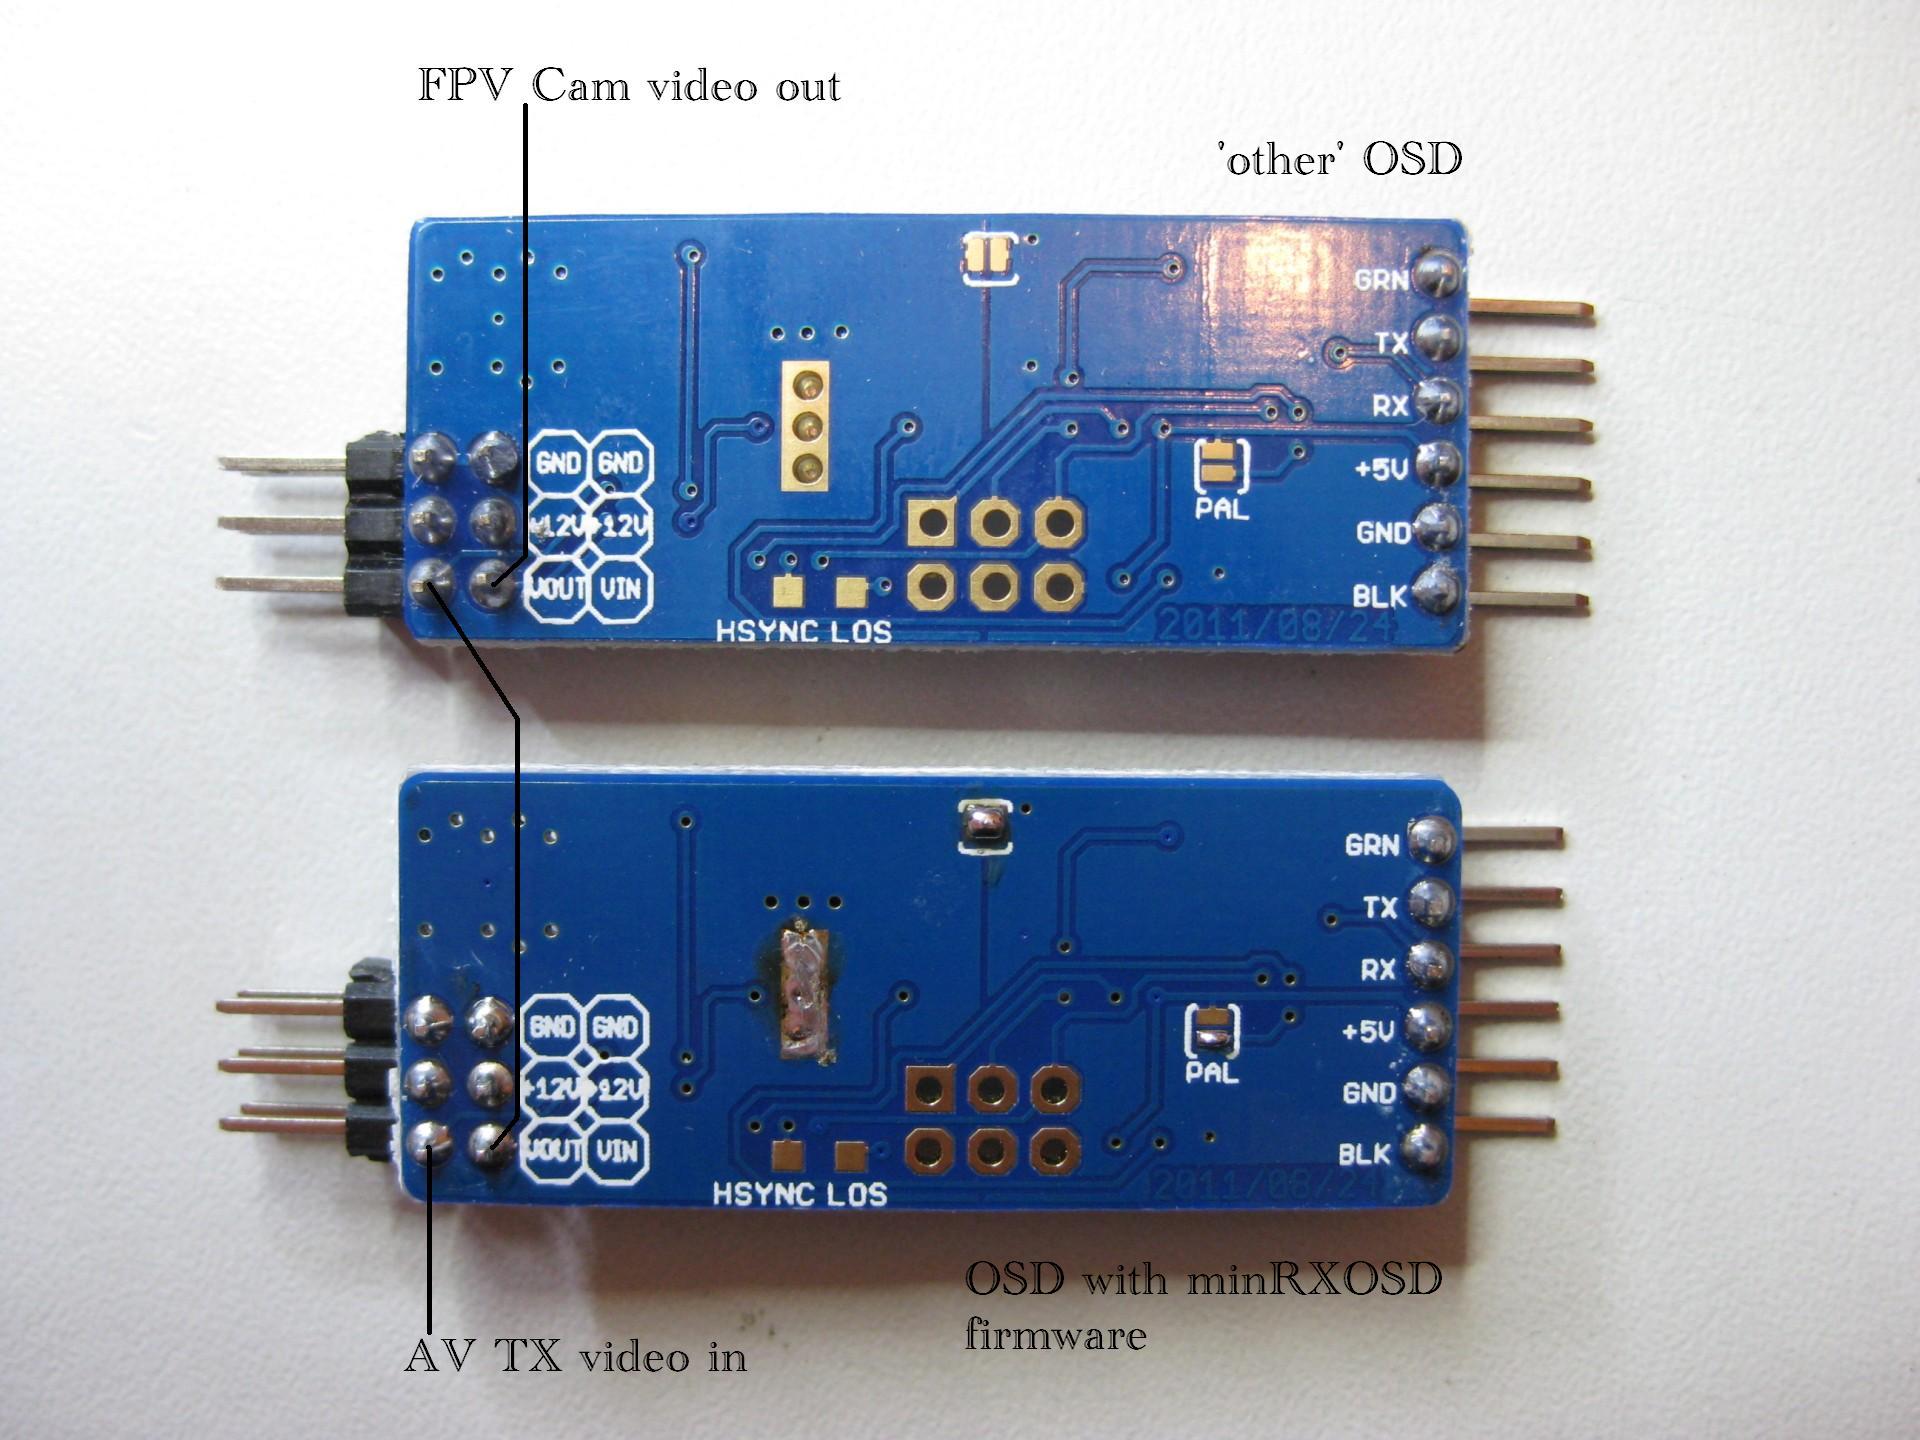 FPV Cam video out
'other' OSD
GRN
TX
RX
+5V
GND
BLK
GND GND
+12V +12V
VOUT VIN
PAL
HSYNC LOS
2011/08/24
GRN
TX
RX
+5V
GND
BLK
GND GND
+12V +12V
VOUT VIN
PAL
HSYNC LOS
2011/08/24
OSD with minRXOSD
firmware
AV TX video in